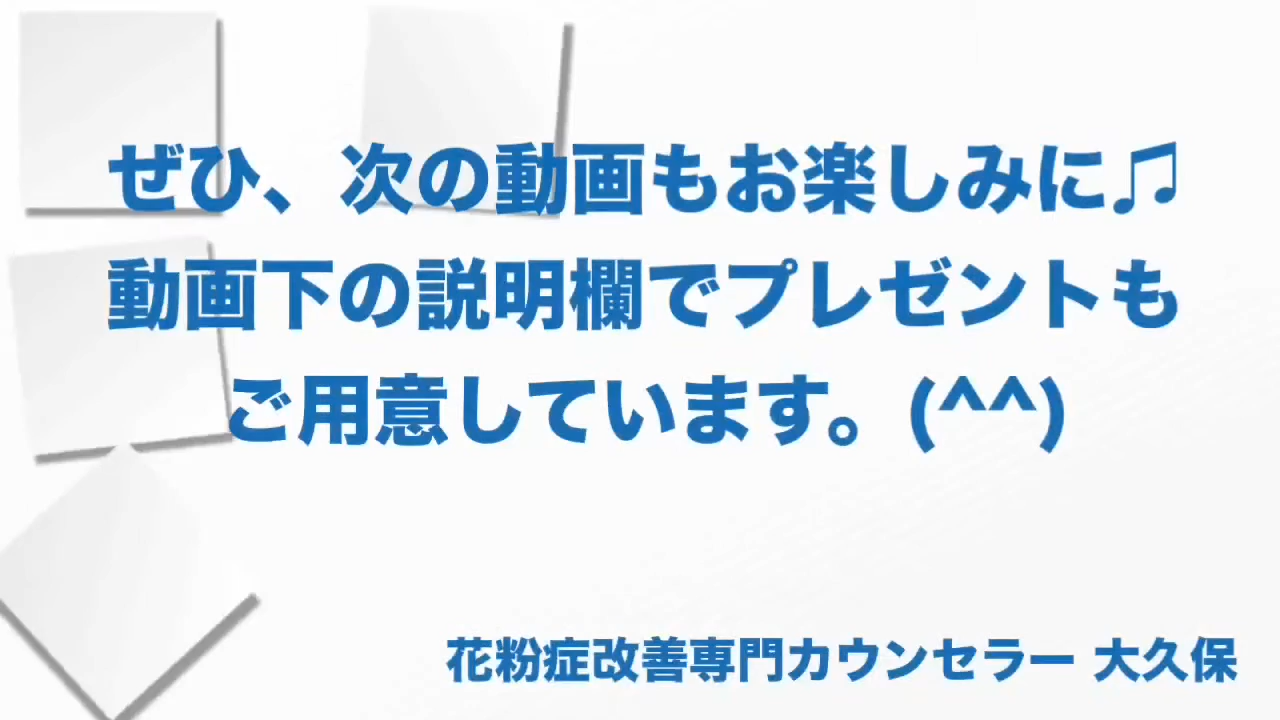 ぜひ、次の動画もお楽しみに♫
動画下の説明欄でプレゼントも
ご用意しています。(^^)
花粉症改善専門カウンセラー 大久保